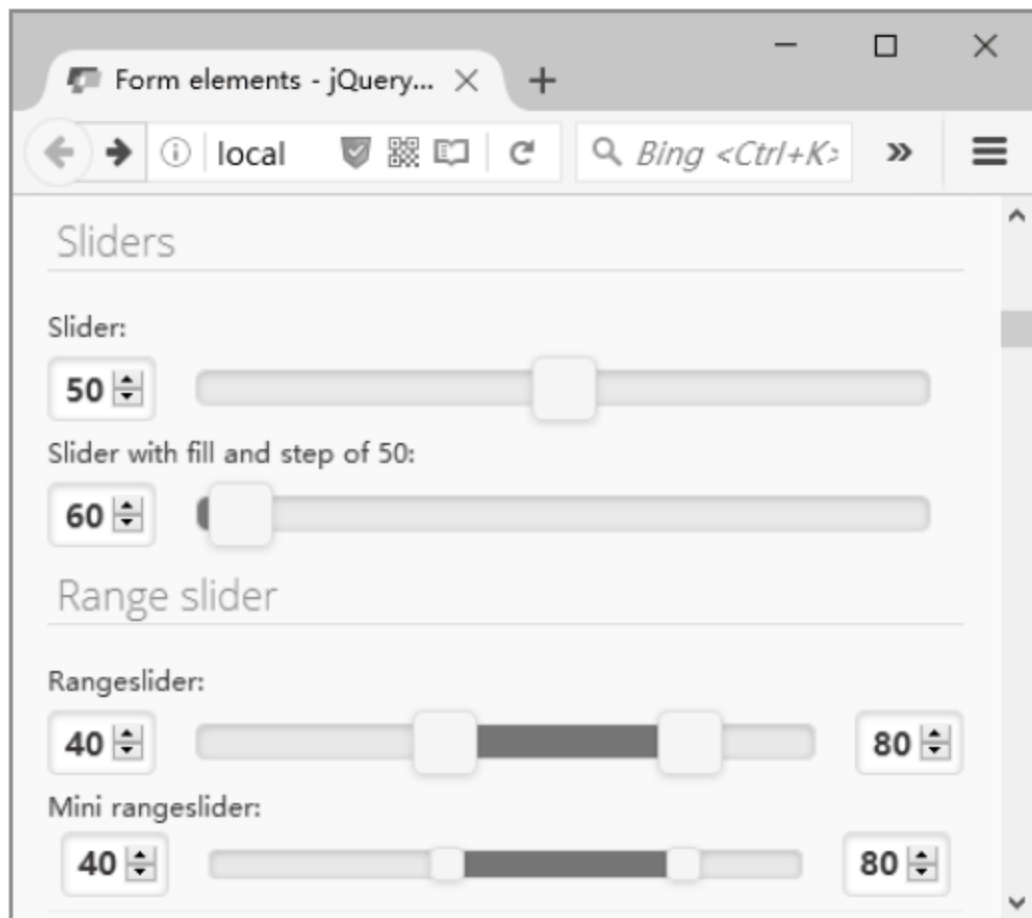 Form elements - jQuery...
local
Bing <Ctrl+K>
Sliders
Slider:
50
Slider with fill and step of 50:
60
Range slider
Rangeslider:
40 80
Mini rangeslider:
40 80